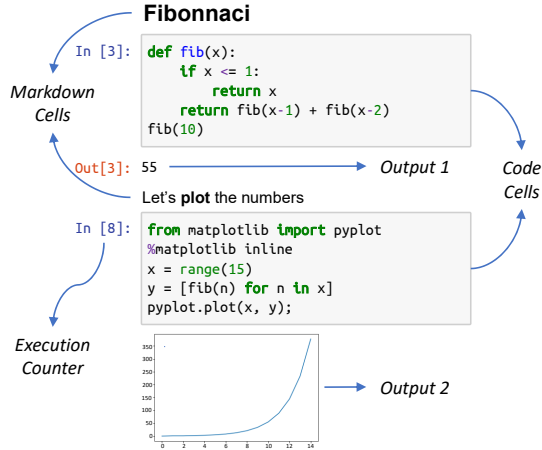 Fibonnaci
In [3]:
def fib(x):
    if x <= 1:
        return x
    return fib(x-1) + fib(x-2)
fib(10)
Markdown
Cells
Out[3]: 55
Output 1
Code
Cells
Let's plot the numbers
In [8]:
from matplotlib import pyplot
%matplotlib inline
x = range(15)
y = [fib(n) for n in x]
pyplot.plot(x, y);
Execution
Counter
350
300
250
200
150
100
50
0
0 2 4 6 8 10 12 14
Output 2